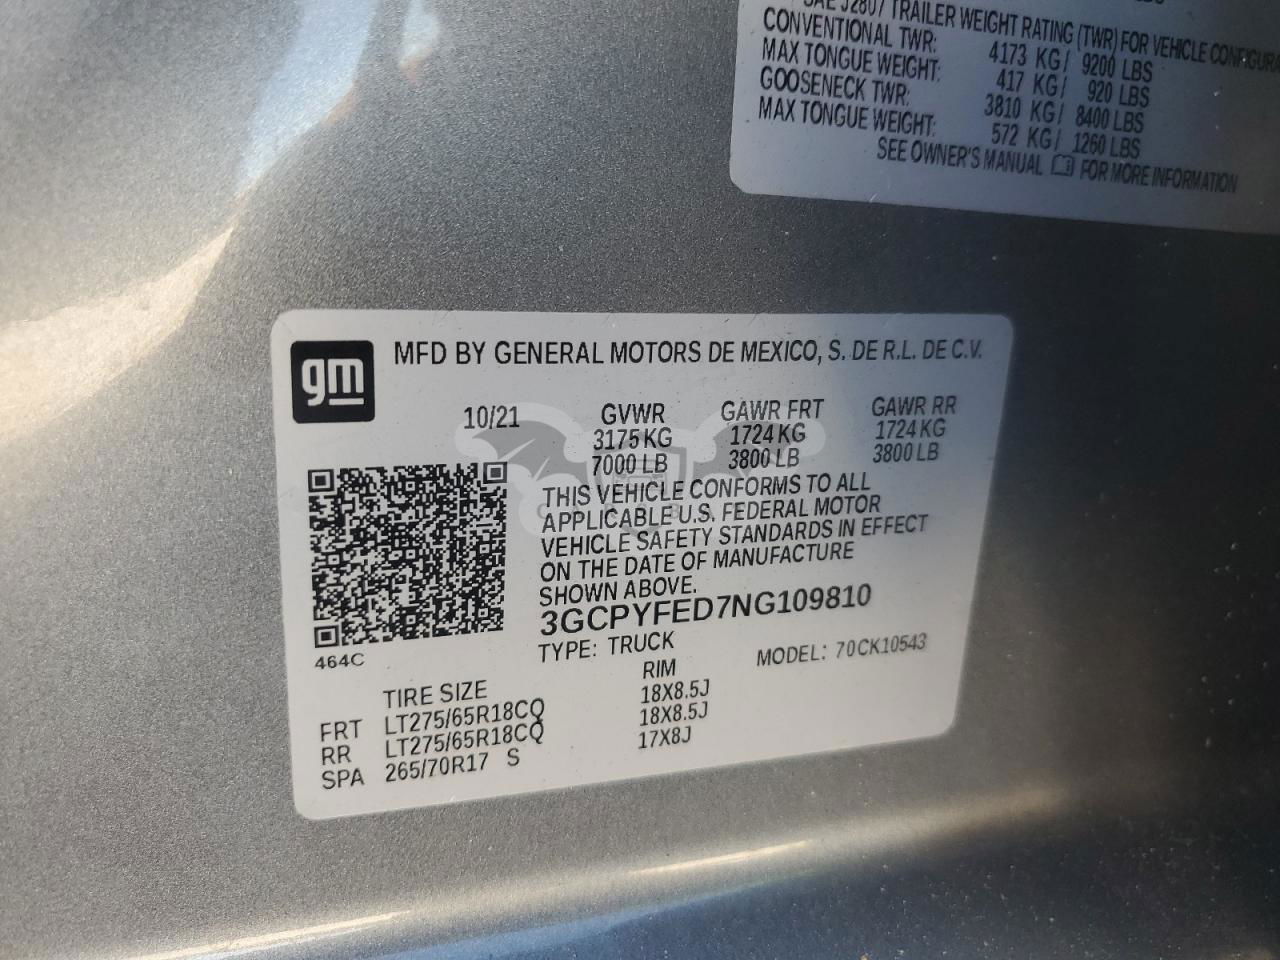 SAE J2807 TRAILER WEIGHT RATING (TWR) FOR VEHICLE
CONVENTIONAL TWR: 4173 KG/ 9200 LBS
MAX TONGUE WEIGHT: 417 KG/ 920 LBS
GOOSENECK TWR: 3810 KG/ 8400 LBS
MAX TONGUE WEIGHT: 572 KG/ 1260 LBS
SEE OWNER'S MANUAL FOR MORE INFORMATION
gm
MFD BY GENERAL MOTORS DE MEXICO, S. DE R.L. DE C.V.
10/21 GVWR GAWR FRT GAWR RR
3175 KG 1724 KG 1724 KG
7000 LB 3800 LB 3800 LB
THIS VEHICLE CONFORMS TO ALL
APPLICABLE U.S. FEDERAL MOTOR
VEHICLE SAFETY STANDARDS IN EFFECT
ON THE DATE OF MANUFACTURE
SHOWN ABOVE.
3GCPYFED7NG109810
464C
TYPE: TRUCK MODEL: 70CK10543
TIRE SIZE RIM
FRT LT275/65R18CQ 18X8.5J
RR LT275/65R18CQ 18X8.5J
SPA 265/70R17 S 17X8J